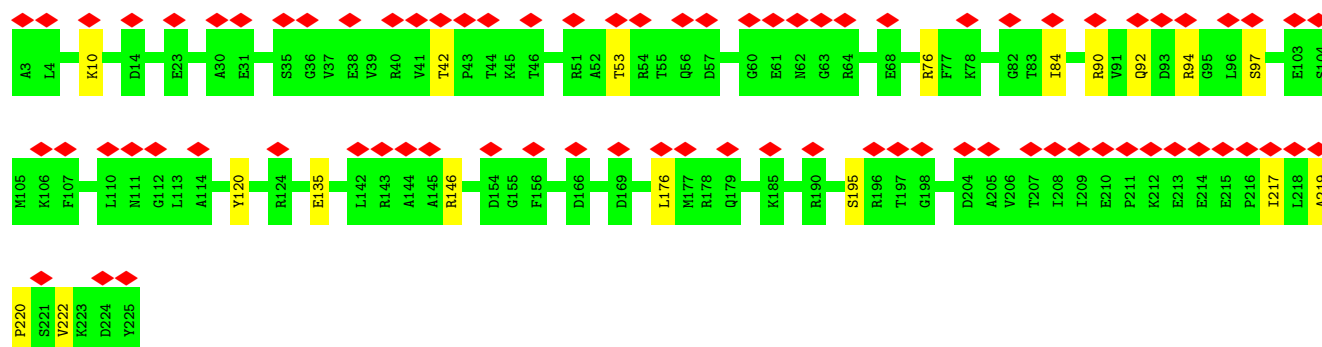 A3 L4 K10 D14 E23 A30 E31 S35 G36 V37 E38 V39 R40 V41 T42 P43 T44 K45 T46 R51 A52 T53 R54 T55 Q56 D57 G60 E61 N62 G63 R64 E68 R76 F77 K78 G82 T83 I84 R90 V91 Q92 D93 R94 G95 L96 S97 E103 S104
M105 K106 F107 L110 N111 G112 L113 A114 Y120 R124 E135 L142 R143 A144 A145 R146 D154 G155 F156 D166 D169 L176 M177 R178 Q179 K185 R190 S195 R196 T197 G198 D204 A205 V206 T207 I208 I209 E210 P211 K212 E213 E214 E215 P216 I217 L218 A219
P220 S221 V222 K223 D224 Y225